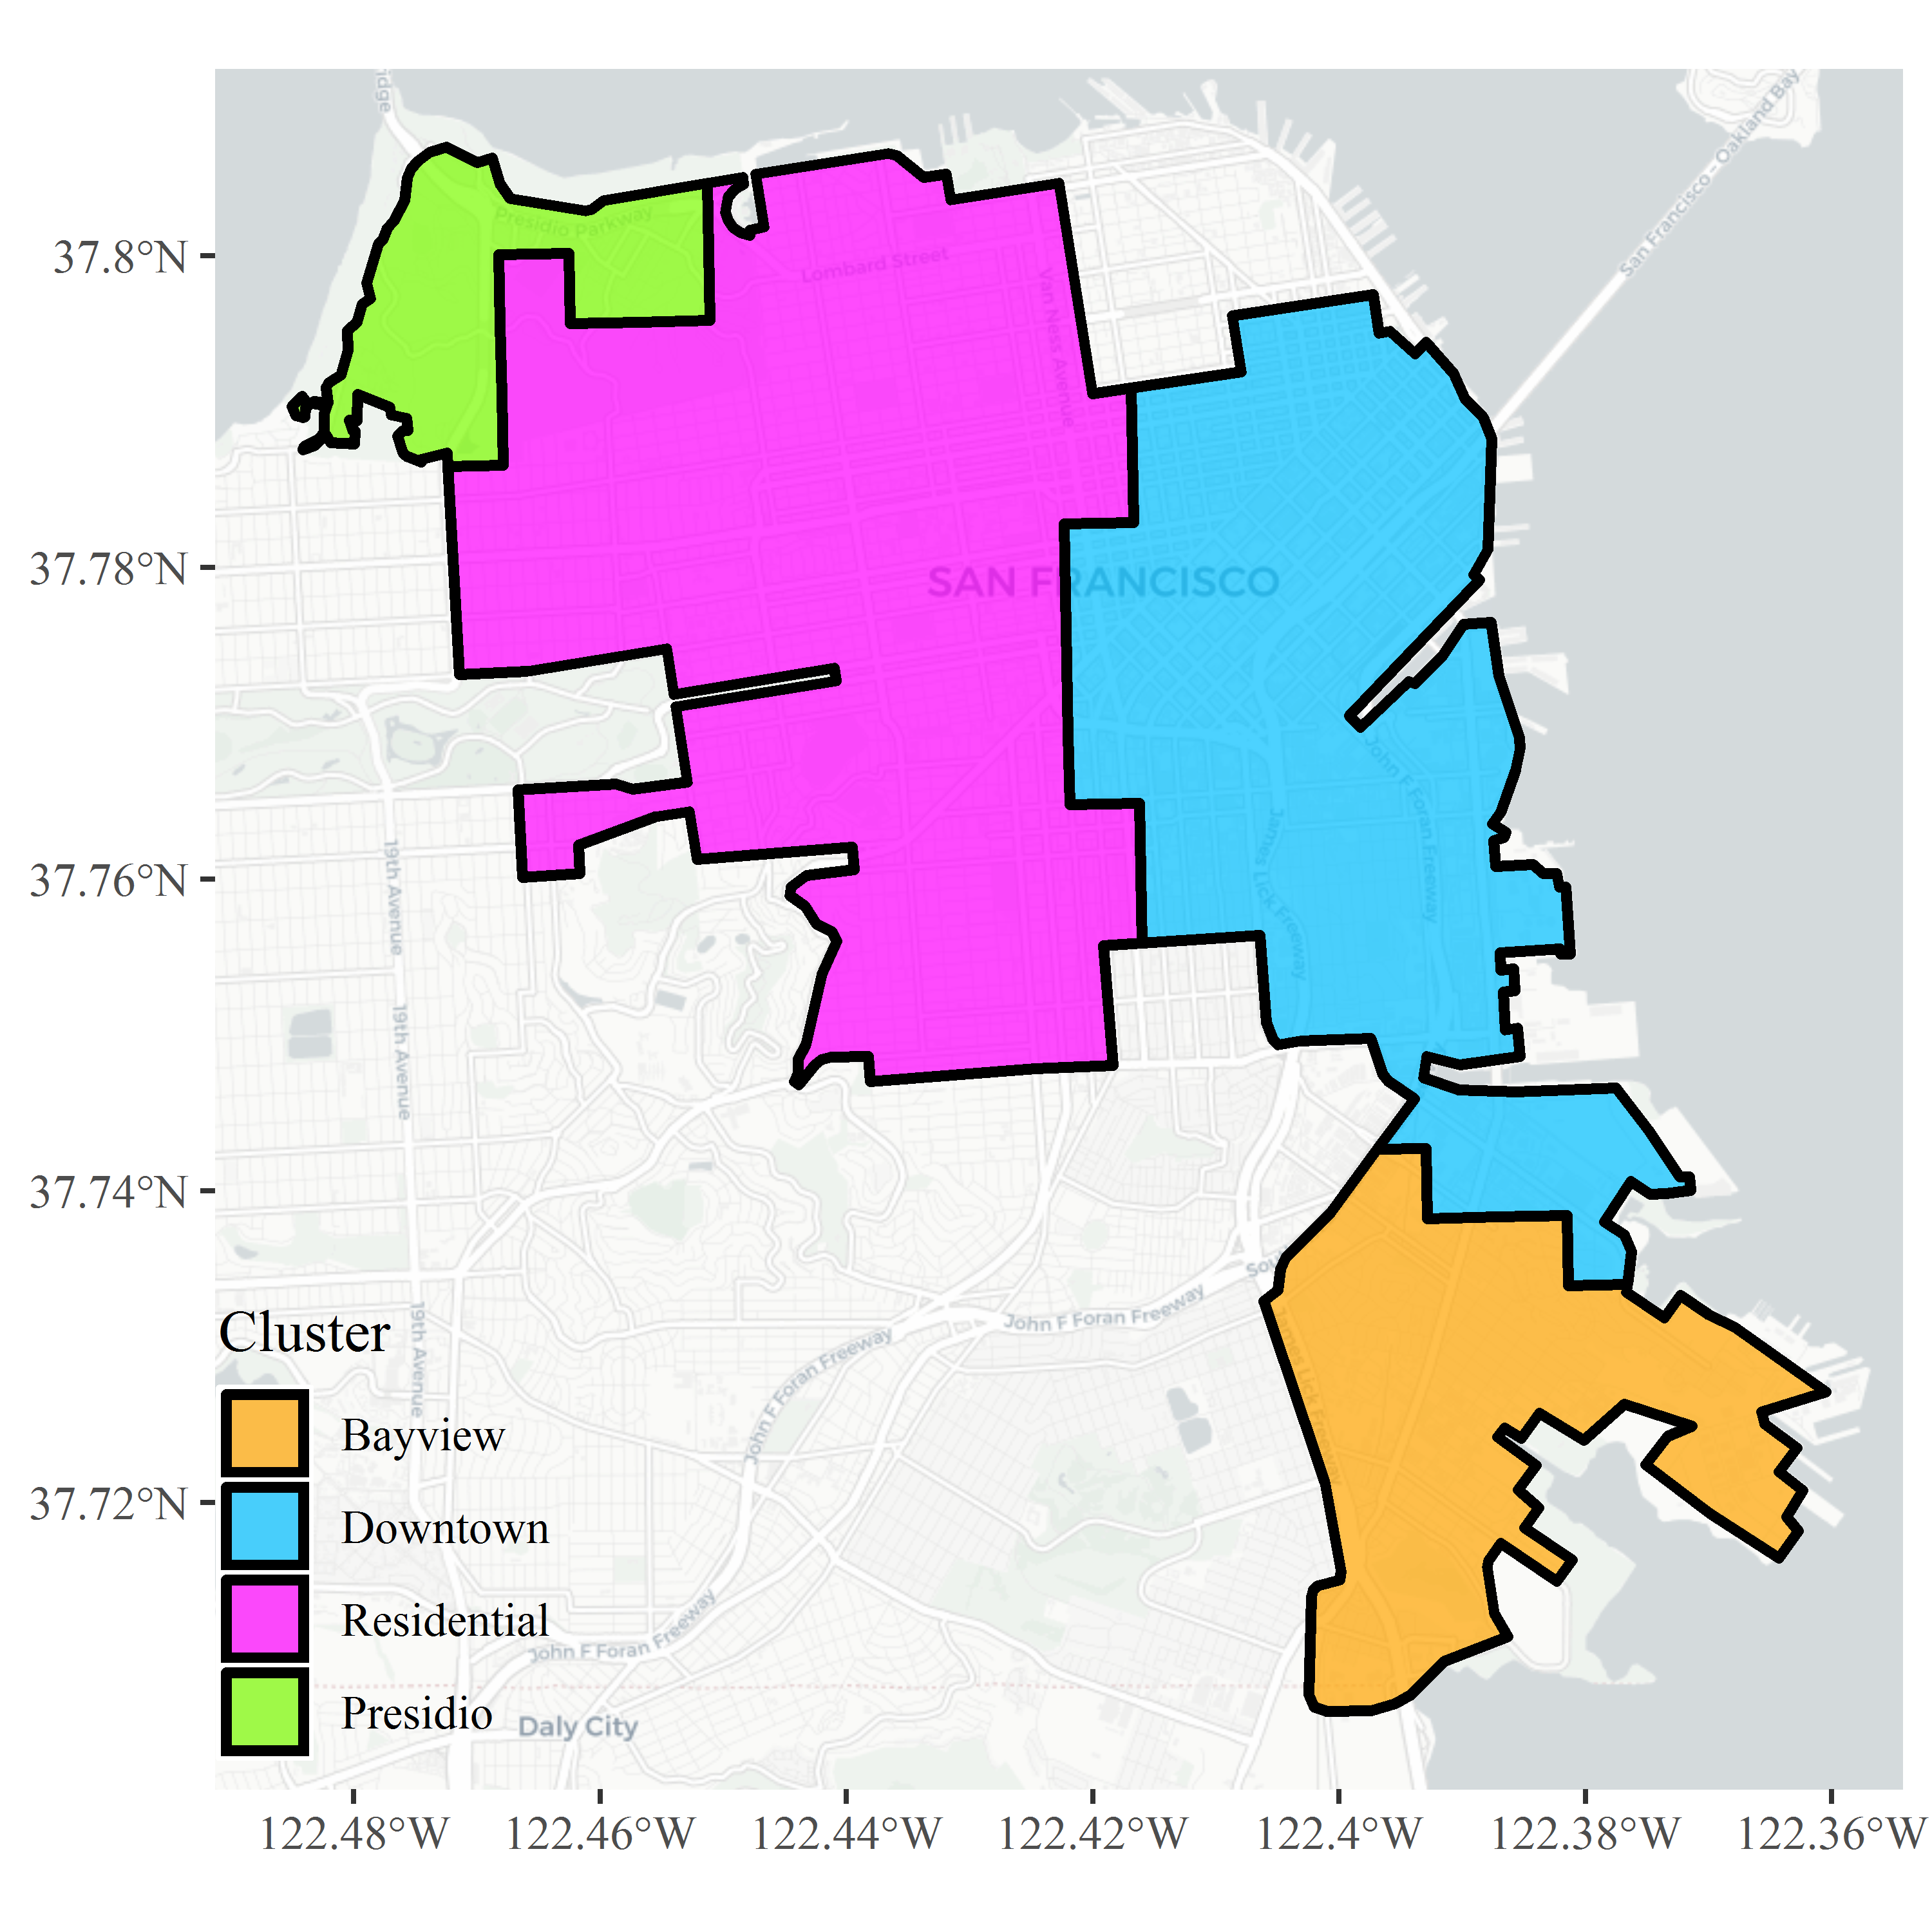 idge
San Francisco - Oakland Bay
Presidio Parkway
Lombard Street
Van Ness Avenue
37.8°N
37.78°N
SAN FRANCISCO
John F Foran Freeway
James Lick Freeway
37.76°N
19th Avenue
19th Avenue
37.74°N
Sou
John F Foran Freeway
19th Avenue
John F Foran Freeway
James Lick Freeway
Cluster
Bayview
37.72°N
Downtown
Residential
John F Foran Freeway
Presidio
Daly City
122.48°W 122.46°W 122.44°W 122.42°W 122.4°W 122.38°W 122.36°W